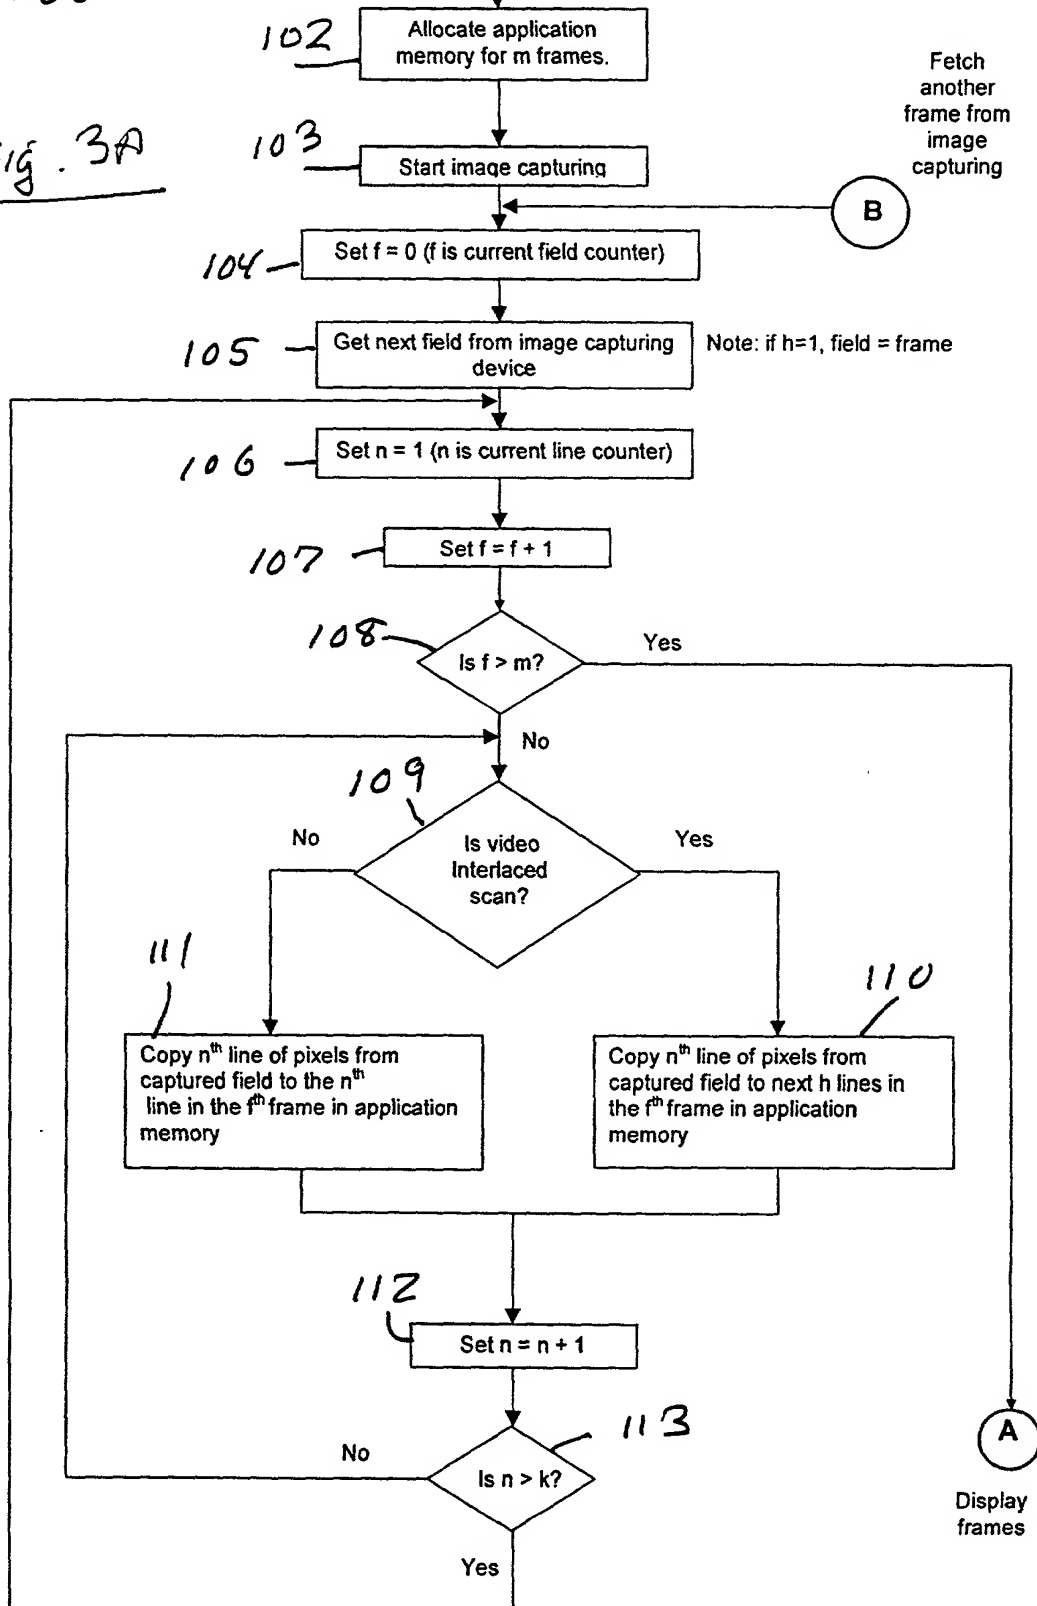 102
Allocate application
memory for m frames.
Fetch
another
frame from
image
capturing
Fig. 3A
103
Start image capturing
B
104
Set f = 0 (f is current field counter)
105
Get next field from image capturing
device
Note: if h=1, field = frame
106
Set n = 1 (n is current line counter)
107
Set f = f + 1
108
Is f > m?
Yes
No
109
Is video
Interlaced
scan?
No
Yes
111
110
Copy nth line of pixels from
captured field to the nth
line in the fth frame in application
memory
Copy nth line of pixels from
captured field to next h lines in
the fth frame in application
memory
112
Set n = n + 1
113
Is n > k?
No
A
Display
frames
Yes